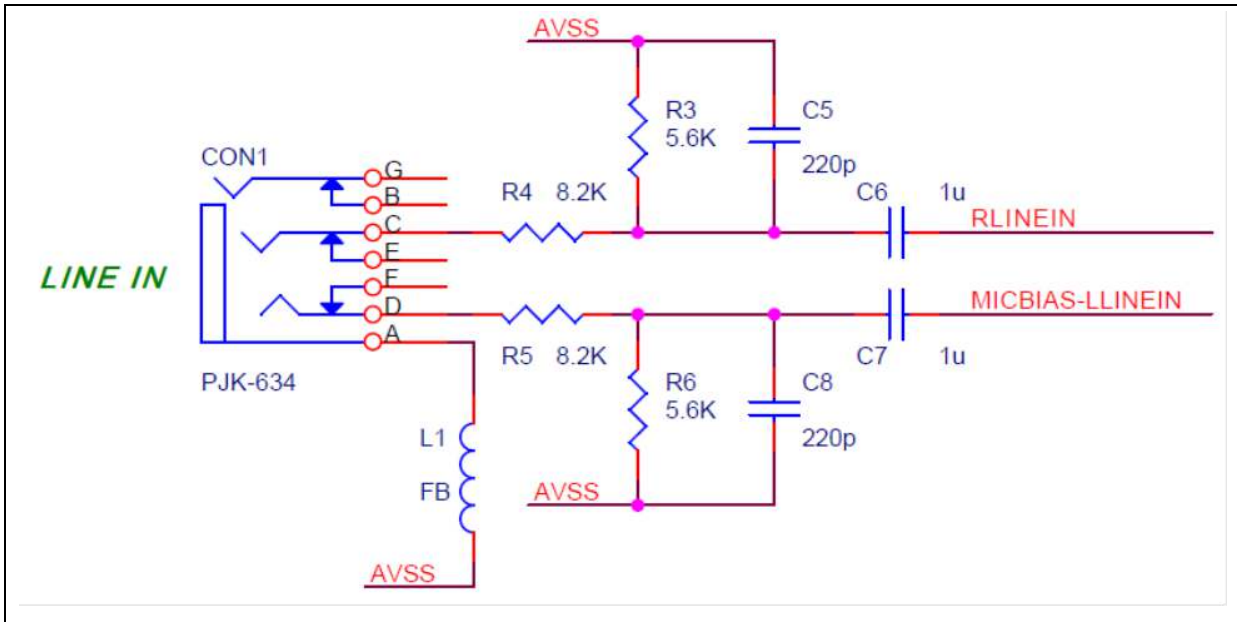 AVSS
R3
5.6K
C5
220p
CON1
G
B
C
E
F
D
A
R4 8.2K
C6 1u
RLINEIN
LINE IN
MICBIAS-LLINEIN
R5 8.2K
C7 1u
PJK-634
R6
5.6K
C8
220p
L1
FB
AVSS
AVSS